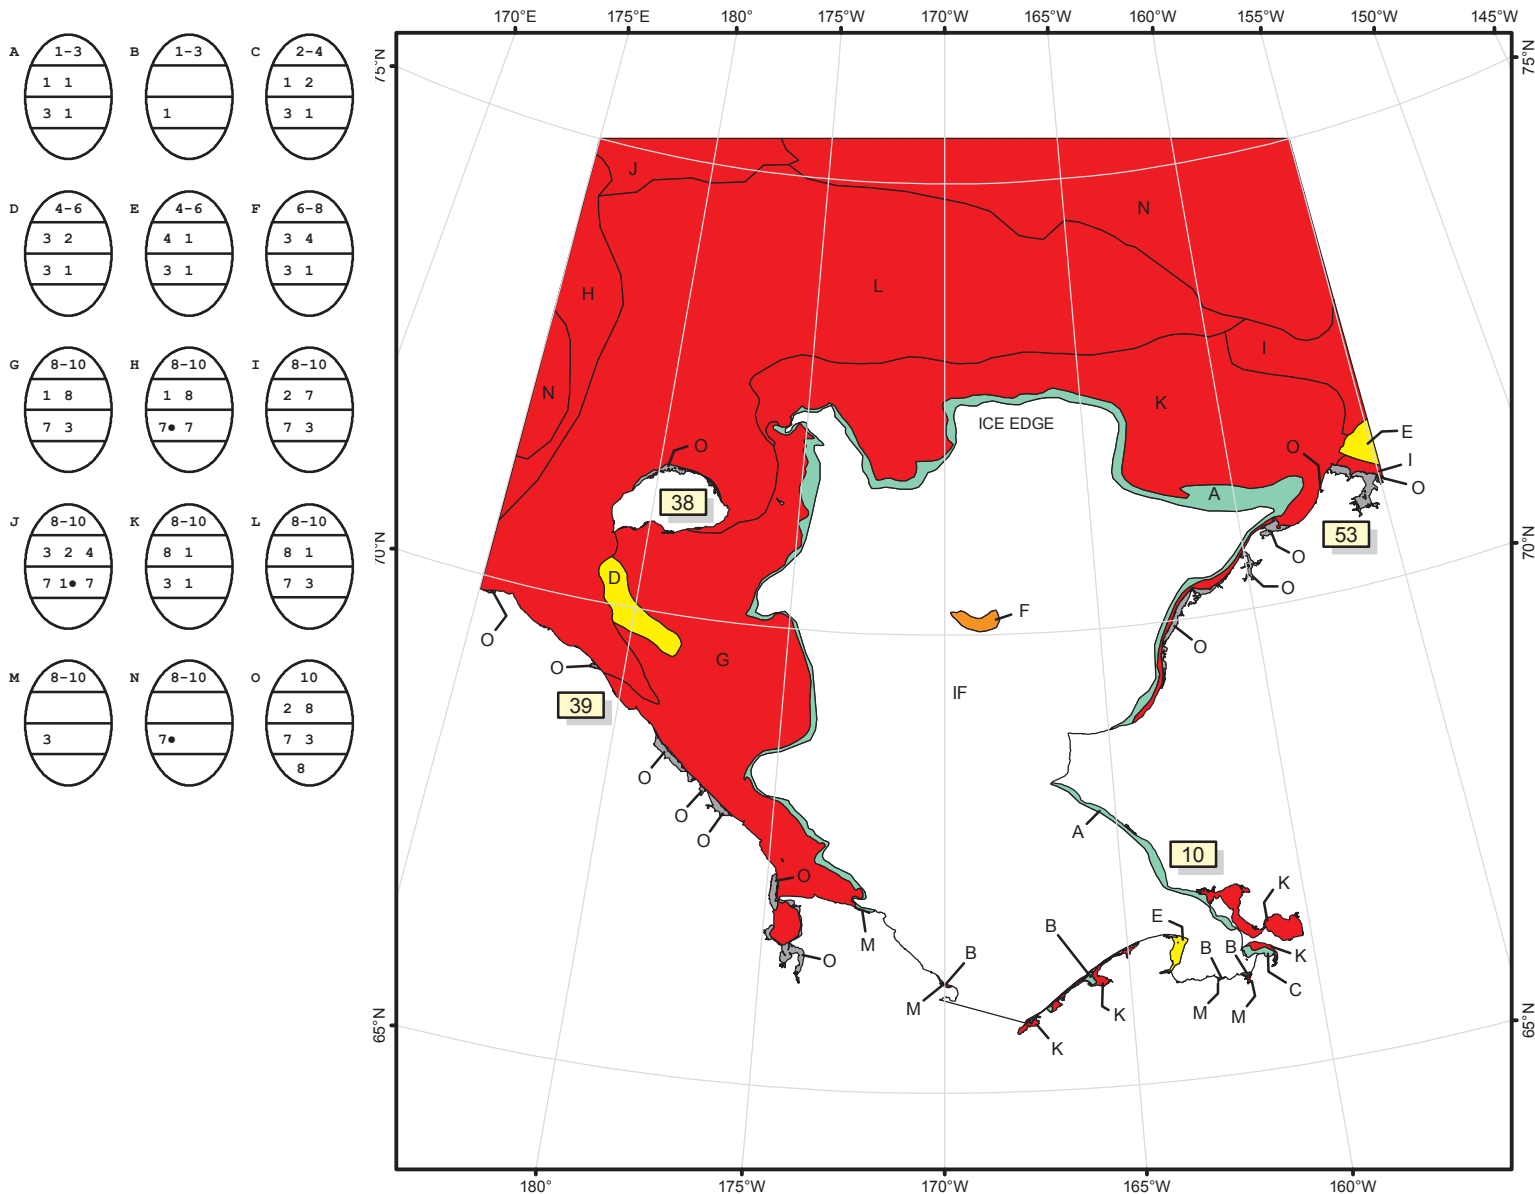 170°E 175°E 180° 175°W 170°W 165°W 160°W 155°W 150°W 145°W
75°N 75°N
A 1-3 B 1-3 C 2-4
1 1 1 2
3 1 1 3 1
D 4-6 E 4-6 F 6-8
3 2 4 1 3 4
3 1 3 1 3 1
G 8-10 H 8-10 I 8-10
1 8 1 8 2 7
7 3 7● 7 7 3
J 8-10 K 8-10 L 8-10
3 2 4 8 1 8 1
7 1● 7 3 1 7 3
M 8-10 N 8-10 O 10
2 8
3 7● 7 3
8
J
N
L
H
I
N
K
ICE EDGE
E
O O
I
A
O
38
53
70°N 70°N
O
D
O
F
O
O
G
O
IF
39
O
O
A
O
10
O
K
E
B
M
B B
B
K
O
C
M
K
M
M
K
65°N 65°N
180° 175°W 170°W 165°W 160°W